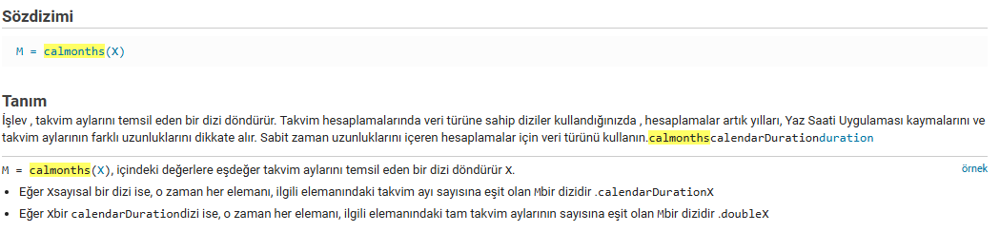 Sözdizimi
M = calmonths(X)
Tanım
İşlev , takvim aylarını temsil eden bir dizi döndürür. Takvim hesaplamalarında veri türüne sahip diziler kullandığınızda , hesaplamalar artık yılları, Yaz Saati Uygulaması kaymalarını ve
takvim aylarının farklı uzunluklarını dikkate alır. Sabit zaman uzunluklarını içeren hesaplamalar için veri türünü kullanın.calmonthscalendarDurationduration
M = calmonths(X), içindeki değerlere eşdeğer takvim aylarını temsil eden bir dizi döndürür X. örnek
• Eğer Xsayısal bir dizi ise, o zaman her elemanı, ilgili elemanındaki takvim ayı sayısına eşit olan Mbir dizidir .calendarDurationX
• Eğer Xbir calendarDurationdizi ise, o zaman her elemanı, ilgili elemanındaki tam takvim aylarının sayısına eşit olan Mbir dizidir .doubleX